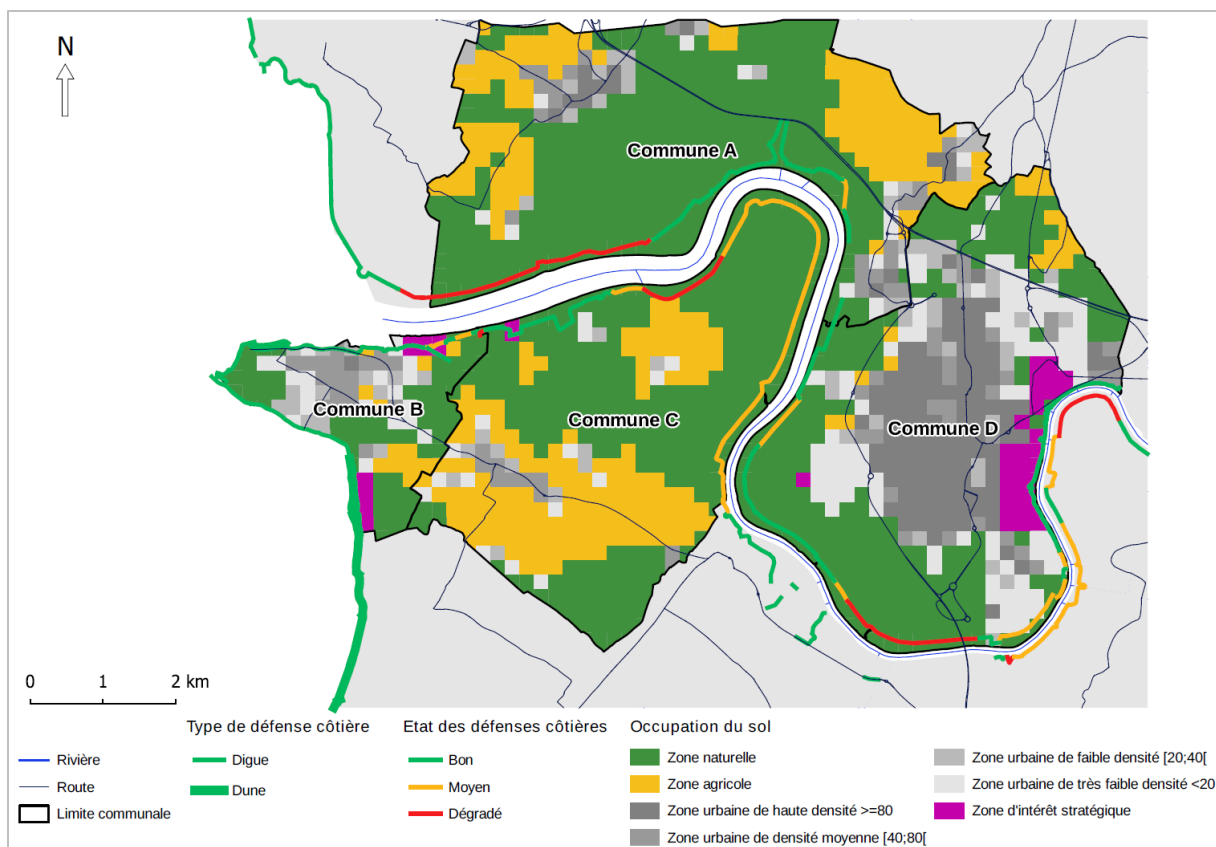 N
Commune A
Commune B
Commune C
Commune D
0 1 2 km
Type de défense côtière
Etat des défenses côtières
Occupation du sol
Rivière
Route
Limite communale
Digue
Dune
Bon
Moyen
Dégradé
Zone naturelle
Zone agricole
Zone urbaine de haute densité >=80
Zone urbaine de densité moyenne [40;80[
Zone urbaine de faible densité [20;40[
Zone urbaine de très faible densité <20
Zone d'intérêt stratégique